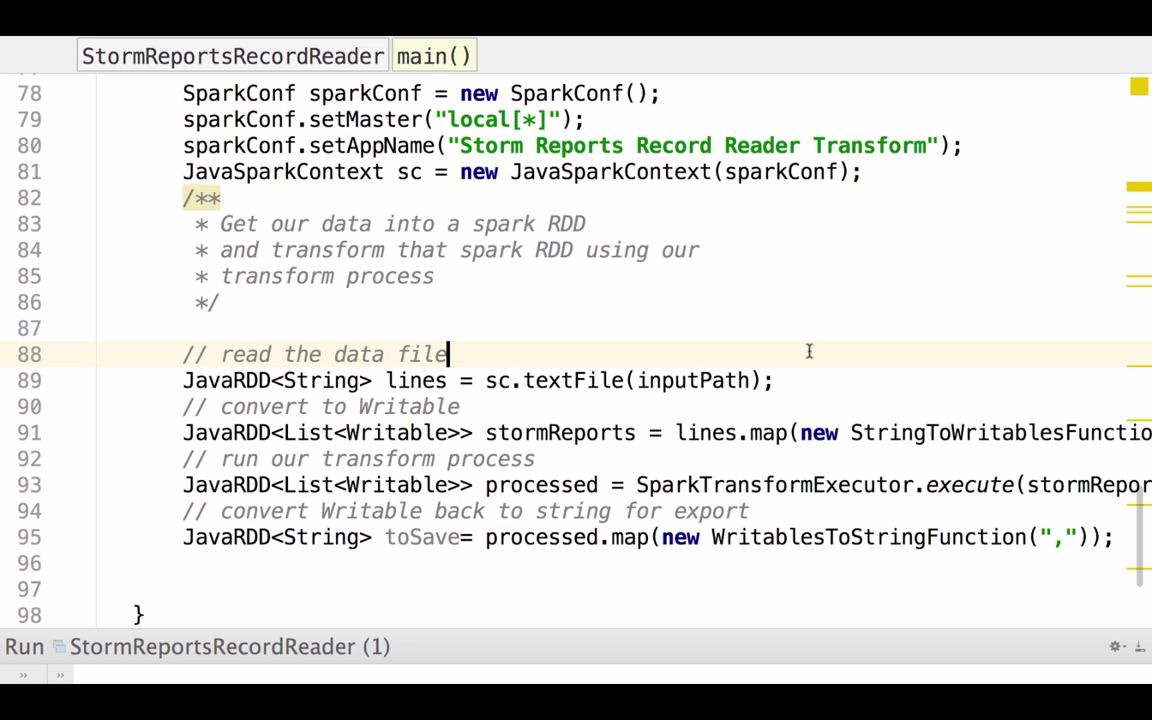 StormReportsRecordReader main()
78 SparkConf sparkConf = new SparkConf();
79 sparkConf.setMaster("local[*]");
80 sparkConf.setAppName("Storm Reports Record Reader Transform");
81 JavaSparkContext sc = new JavaSparkContext(sparkConf);
82 /**
83 * Get our data into a spark RDD
84 * and transform that spark RDD using our
85 * transform process
86 */
87
88 // read the data file
89 JavaRDD<String> lines = sc.textFile(inputPath);
90 // convert to Writable
91 JavaRDD<List<Writable>> stormReports = lines.map(new StringToWritablesFunctio
92 // run our transform process
93 JavaRDD<List<Writable>> processed = SparkTransformExecutor.execute(stormRepor
94 // convert Writable back to string for export
95 JavaRDD<String> toSave= processed.map(new WritablesToStringFunction(","));
96
97
98 }
Run StormReportsRecordReader (1)
» »